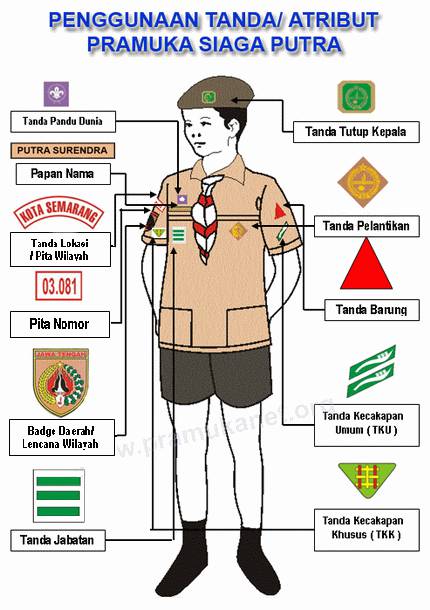 PENGGUNAAN TANDA/ ATRIBUT
PRAMUKA SIAGA PUTRA
Tanda Pandu Dunia
PUTRA SURENDRA
Papan Nama
KOTA SEMARANG
Tanda Lokasi
/ Pita Wilayah
03.081
Pita Nomor
JAWA TENGAH
Badge Daerah/
Lencana Wilayah
Tanda Jabatan
Tanda Tutup Kepala
Tanda Pelantikan
Tanda Barung
Tanda Kecakapan
Umum ( TKU )
Tanda Kecakapan
Khusus ( TKK )
www.pramukanet.org